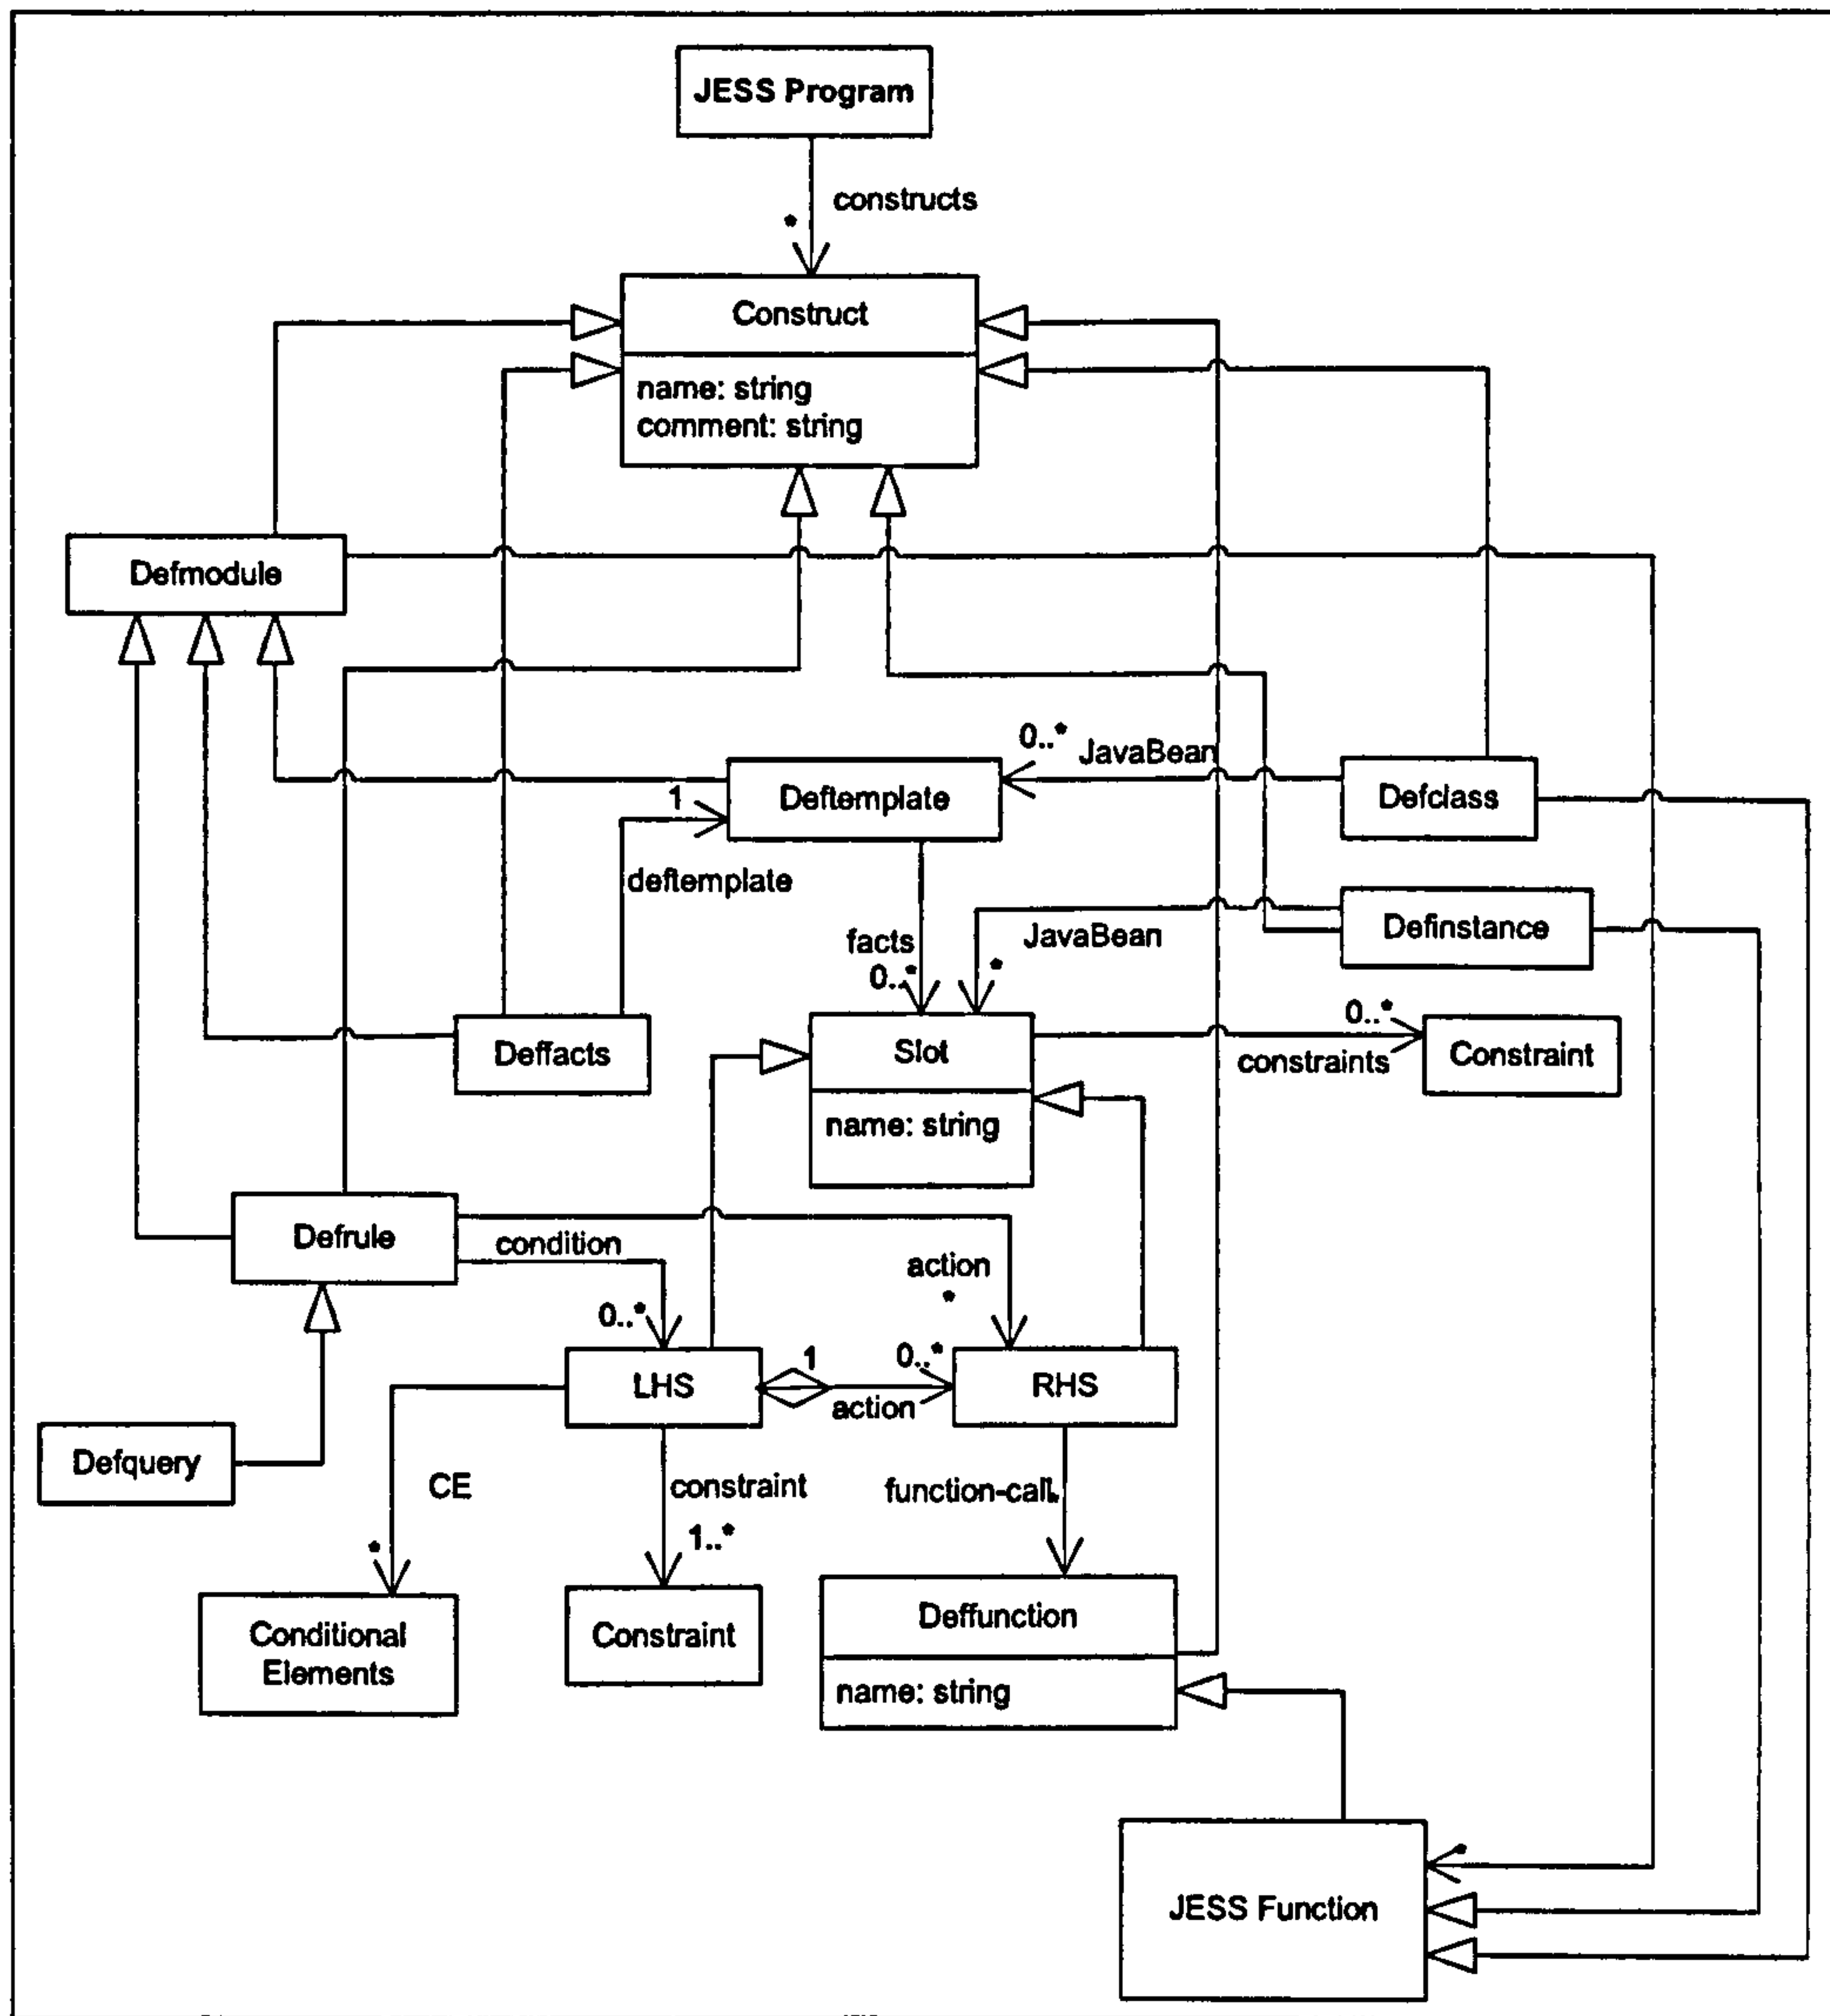 JESS Program
constructs
*
Construct
name: string
comment: string
Defmodule
0..*
JavaBean
Deftemplate
Defclass
1
deftemplate
Definstance
facts
JavaBean
0..*
*
Deffacts
Slot
0..*
constraints
Constraint
name: string
Defrule
condition
action
*
0..*
LHS
1
0..*
action
RHS
Defquery
CE
constraint
function-call
*
1..*
Conditional
Elements
Constraint
Deffunction
name: string
*
JESS Function